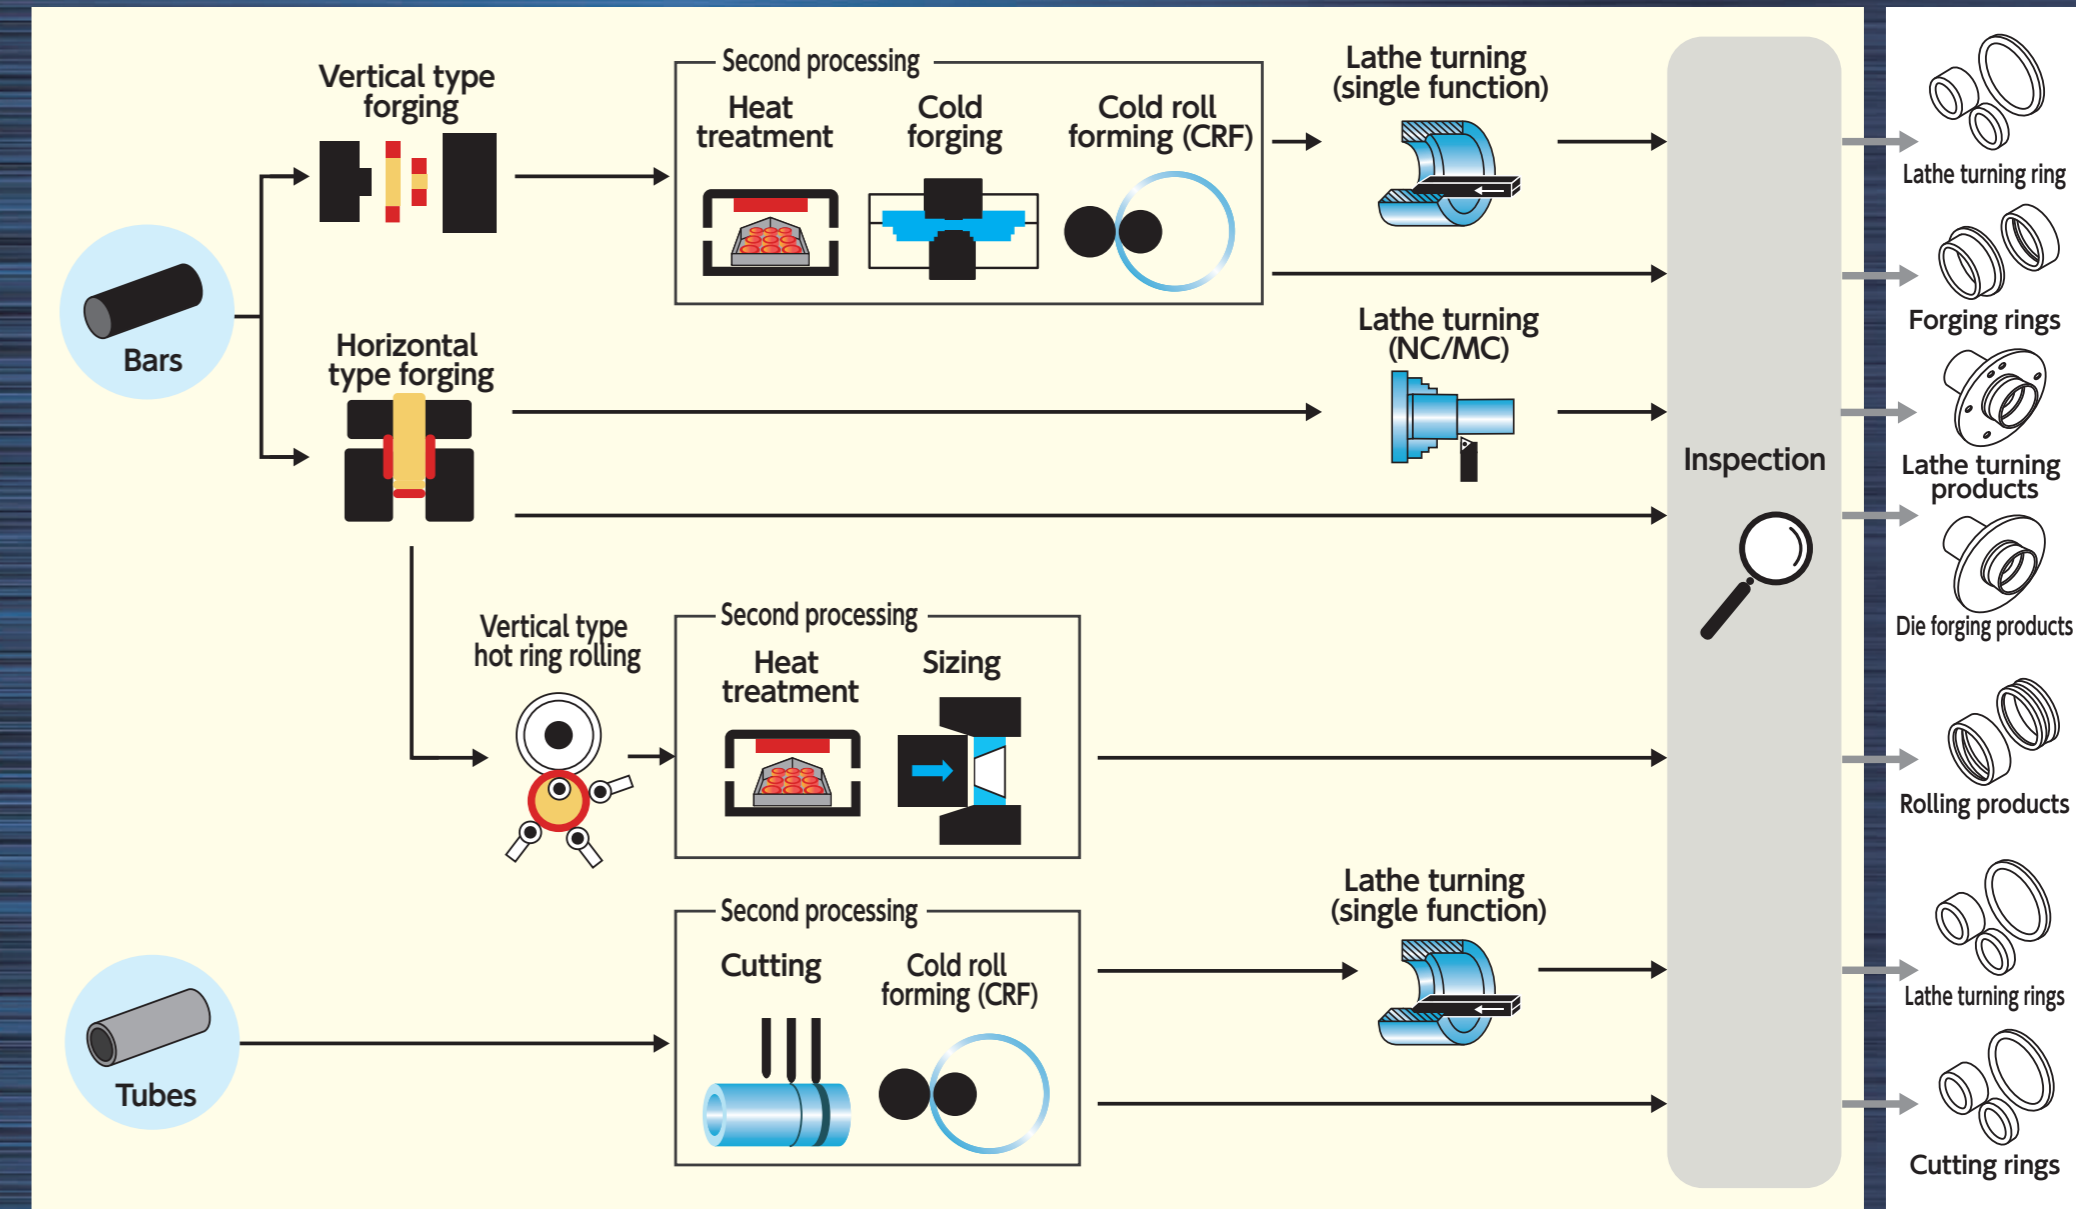 Vertical type
forging
Second processing
Heat
treatment
Cold
forging
Cold roll
forming (CRF)
Lathe turning
(single function)
Lathe turning ring
Bars
Forging rings
Horizontal
type forging
Lathe turning
(NC/MC)
Lathe turning
products
Inspection
Die forging products
Vertical type
hot ring rolling
Second processing
Heat
treatment
Sizing
Rolling products
Tubes
Second processing
Cutting
Cold roll
forming (CRF)
Lathe turning
(single function)
Lathe turning rings
Cutting rings